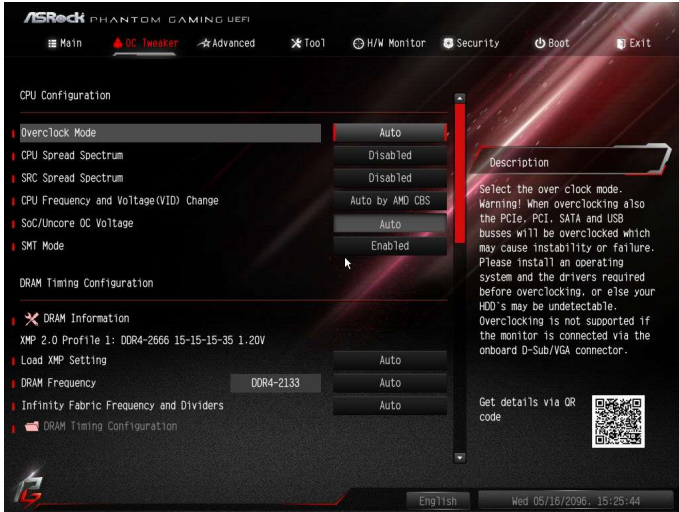 ASRock PHANTOM GAMING UEFI
Main OC Tweaker Advanced Tool H/W Monitor Security Boot Exit
CPU Configuration
Overclock Mode Auto
CPU Spread Spectrum Disabled
SRC Spread Spectrum Disabled
CPU Frequency and Voltage(VID) Change Auto by AMD CBS
SoC/Uncore OC Voltage Auto
SMT Mode Enabled
DRAM Timing Configuration
DRAM Information
XMP 2.0 Profile 1: DDR4-2666 15-15-15-35 1.20V
Load XMP Setting Auto
DRAM Frequency DDR4-2133 Auto
Infinity Fabric Frequency and Dividers Auto
DRAM Timing Configuration
Description
Select the over clock mode.
Warning! When overclocking also
the PCIe, PCI, SATA and USB
busses will be overclocked which
may cause instability or failure.
Please install an operating
system and the drivers required
before overclocking, or else your
HDD`s may be undetectable.
Overclocking is not supported if
the monitor is connected via the
onboard D-Sub/VGA connector.
Get details via QR
code
English Wed 05/16/2096. 15:25:44